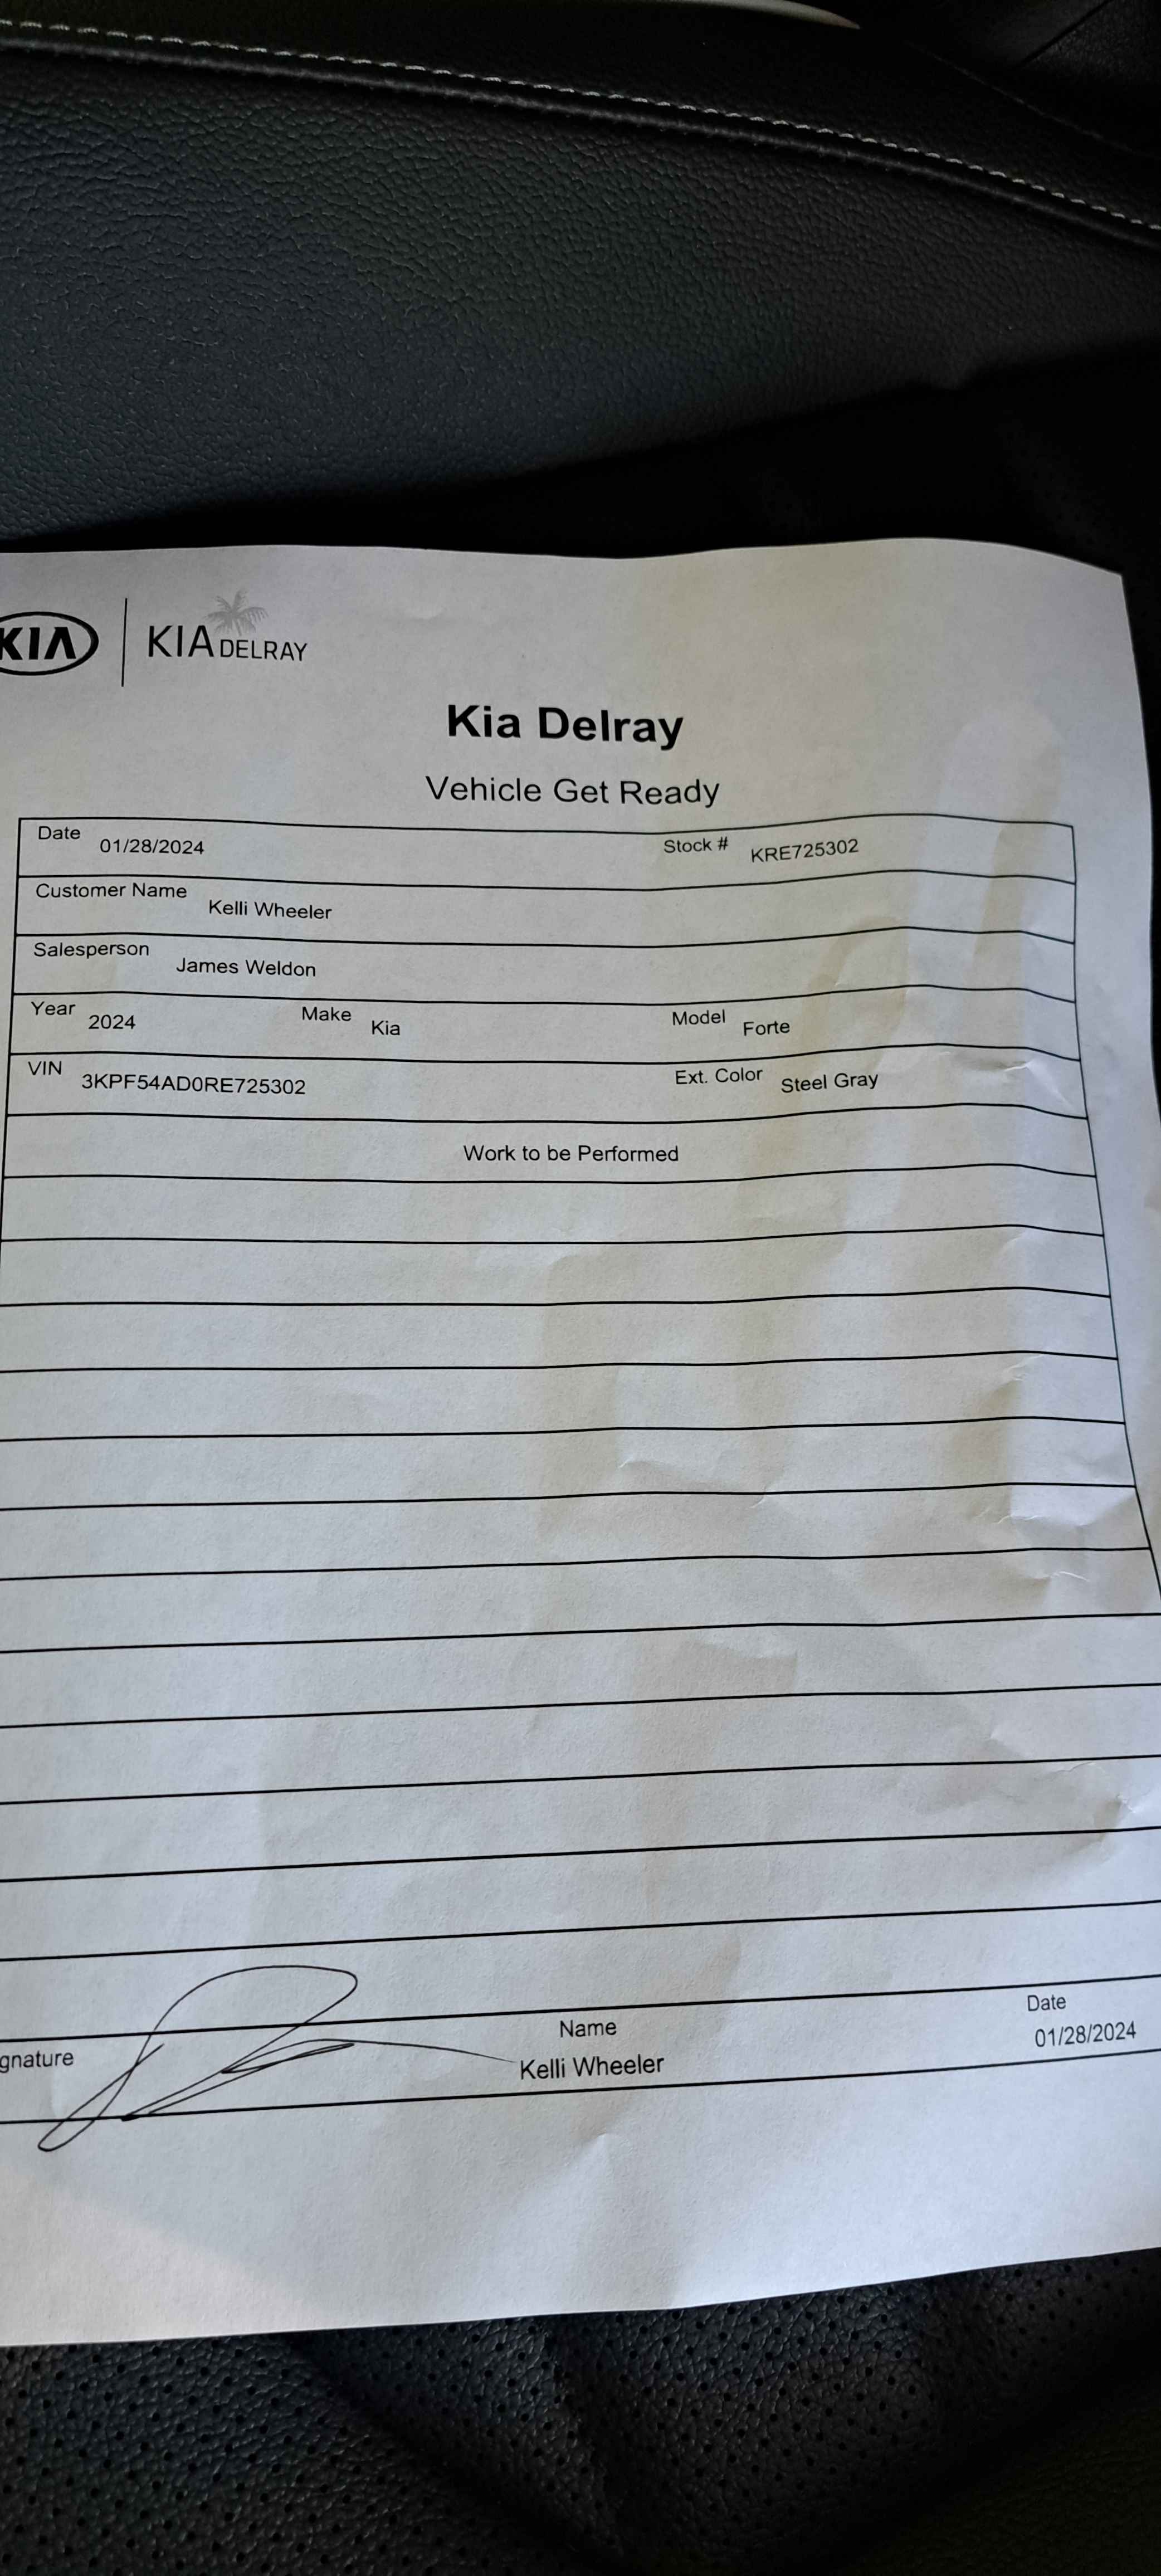 KIA | KIA DELRAY
Kia Delray
Vehicle Get Ready
Date 01/28/2024 Stock # KRE725302
Customer Name Kelli Wheeler
Salesperson James Weldon
Year 2024 Make Kia Model Forte
VIN 3KPF54AD0RE725302 Ext. Color Steel Gray
Work to be Performed
gnature Name Date
Kelli Wheeler 01/28/2024